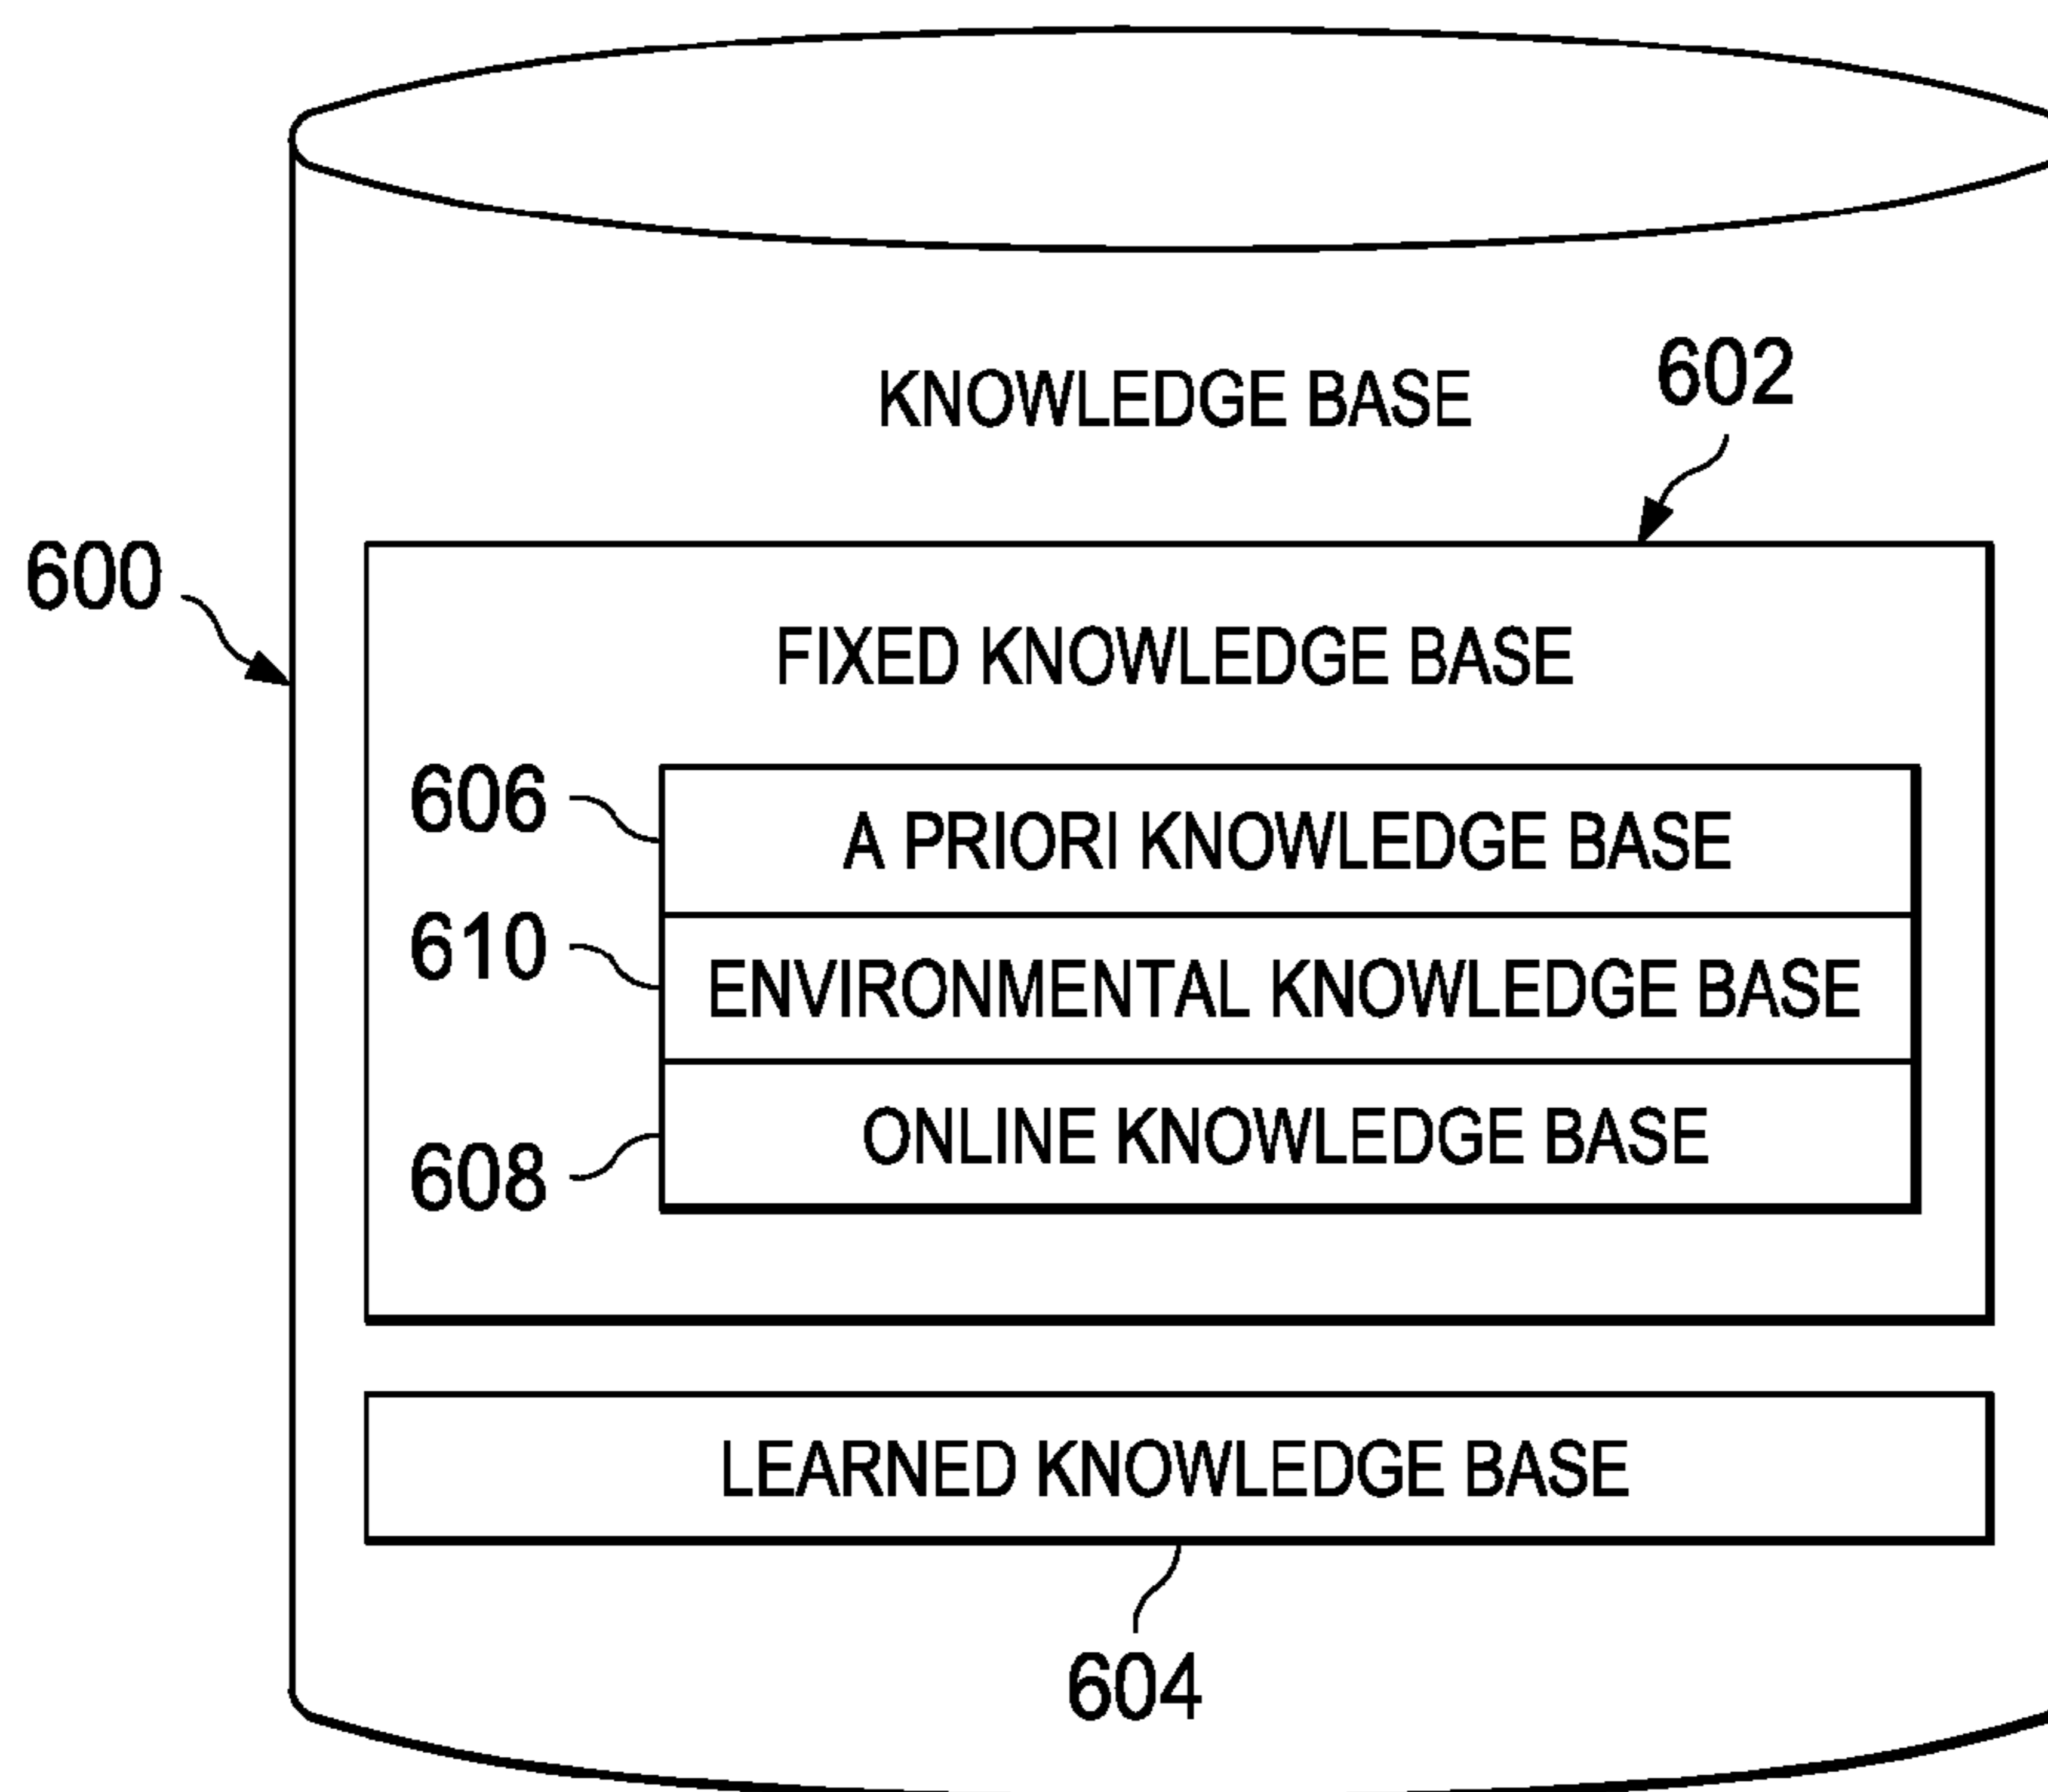 KNOWLEDGE BASE
602
600
FIXED KNOWLEDGE BASE
606
A PRIORI KNOWLEDGE BASE
610
ENVIRONMENTAL KNOWLEDGE BASE
608
ONLINE KNOWLEDGE BASE
LEARNED KNOWLEDGE BASE
604